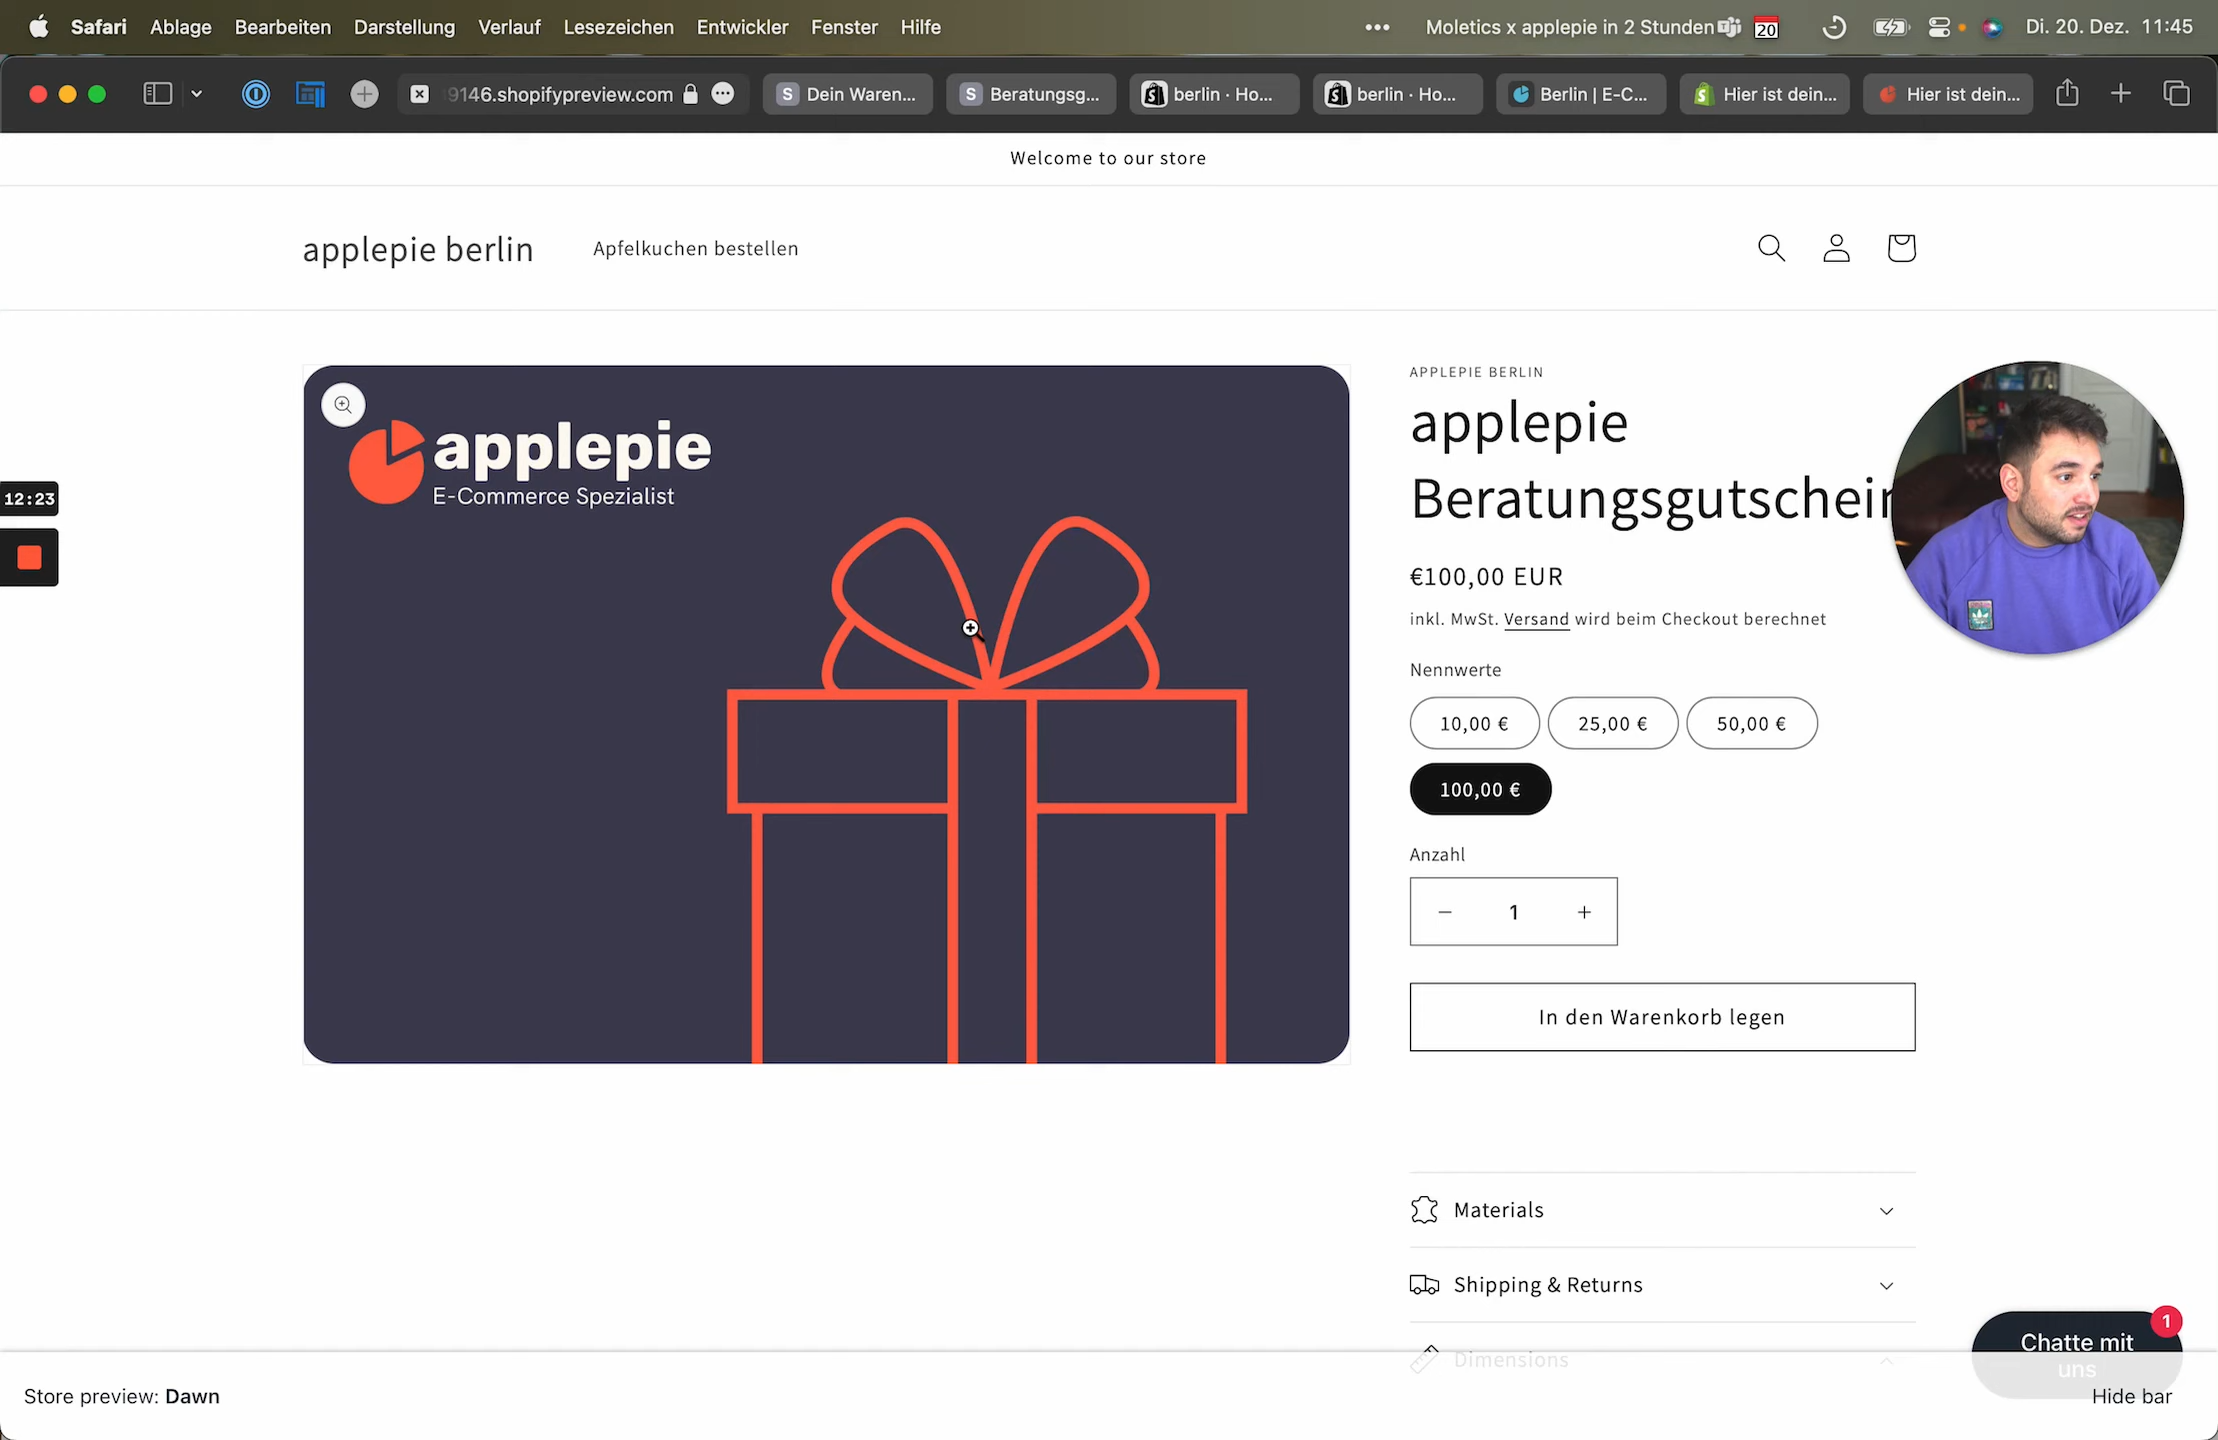 Safari Ablage Bearbeiten Darstellung Verlauf Lesezeichen Entwickler Fenster Hilfe ••• Moletics x applepie in 2 Stunden 20 Di. 20. Dez. 11:45
9146.shopifypreview.com S Dein Waren... S Beratungsg... berlin · Ho... berlin · Ho... Berlin | E-C... Hier ist dein... Hier ist dein...
Welcome to our store
applepie berlin Apfelkuchen bestellen
applepie
E-Commerce Spezialist
12:23
APPLEPIE BERLIN
applepie
Beratungsgutschein
€100,00 EUR
inkl. MwSt. Versand wird beim Checkout berechnet
Nennwerte
10,00 € 25,00 € 50,00 €
100,00 €
Anzahl
− 1 +
In den Warenkorb legen
Materials
Shipping & Returns
Dimensions
1
Chatte mit
uns
Store preview: Dawn Hide bar